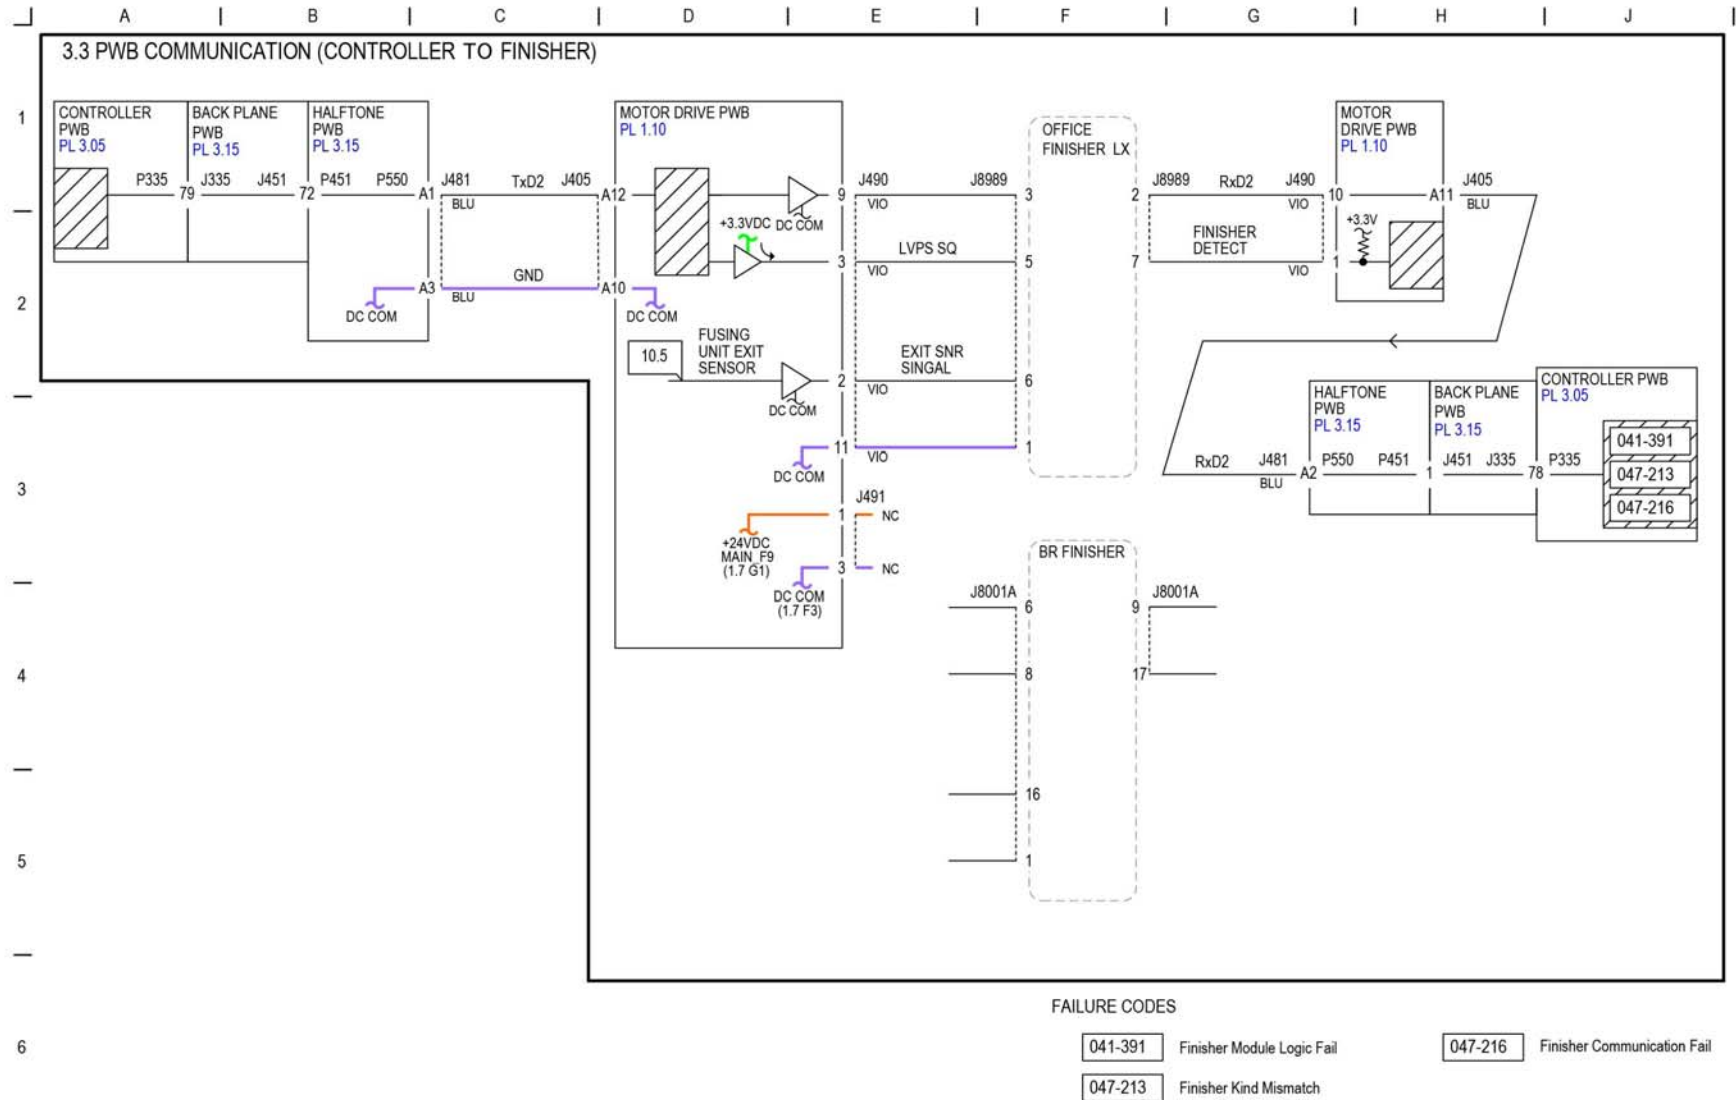 A B C D E F G H J
3.3 PWB COMMUNICATION (CONTROLLER TO FINISHER)
1
2
3
4
5
6
CONTROLLER
PWB
PL 3.05
BACK PLANE
PWB
PL 3.15
HALFTONE
PWB
PL 3.15
P335 79 J335 J451 72 P451 P550 A1 J481 TxD2 J405 A12
BLU
GND
A3 A10
BLU
DC COM
DC COM
MOTOR DRIVE PWB
PL 1.10
+3.3VDC
DC COM
9 J490 J8989 3
VIO
LVPS SQ
3 5
VIO
10.5
FUSING
UNIT EXIT
SENSOR
DC COM
EXIT SNR
SINGAL
2 6
VIO
11 1
VIO
DC COM
J491
1 NC
+24VDC
MAIN_F9
(1.7 G1)
3 NC
DC COM
(1.7 F3)
OFFICE
FINISHER LX
2 J8989 RxD2 J490 10
VIO
FINISHER
DETECT
7 1
VIO
MOTOR
DRIVE PWB
PL 1.10
A11 J405
BLU
+3.3V
HALFTONE
PWB
PL 3.15
BACK PLANE
PWB
PL 3.15
CONTROLLER PWB
PL 3.05
RxD2 J481 A2 P550 P451 1 J451 J335 78 P335
BLU
041-391
047-213
047-216
BR FINISHER
J8001A 6 9 J8001A
8 17
16
1
FAILURE CODES
041-391 Finisher Module Logic Fail
047-216 Finisher Communication Fail
047-213 Finisher Kind Mismatch